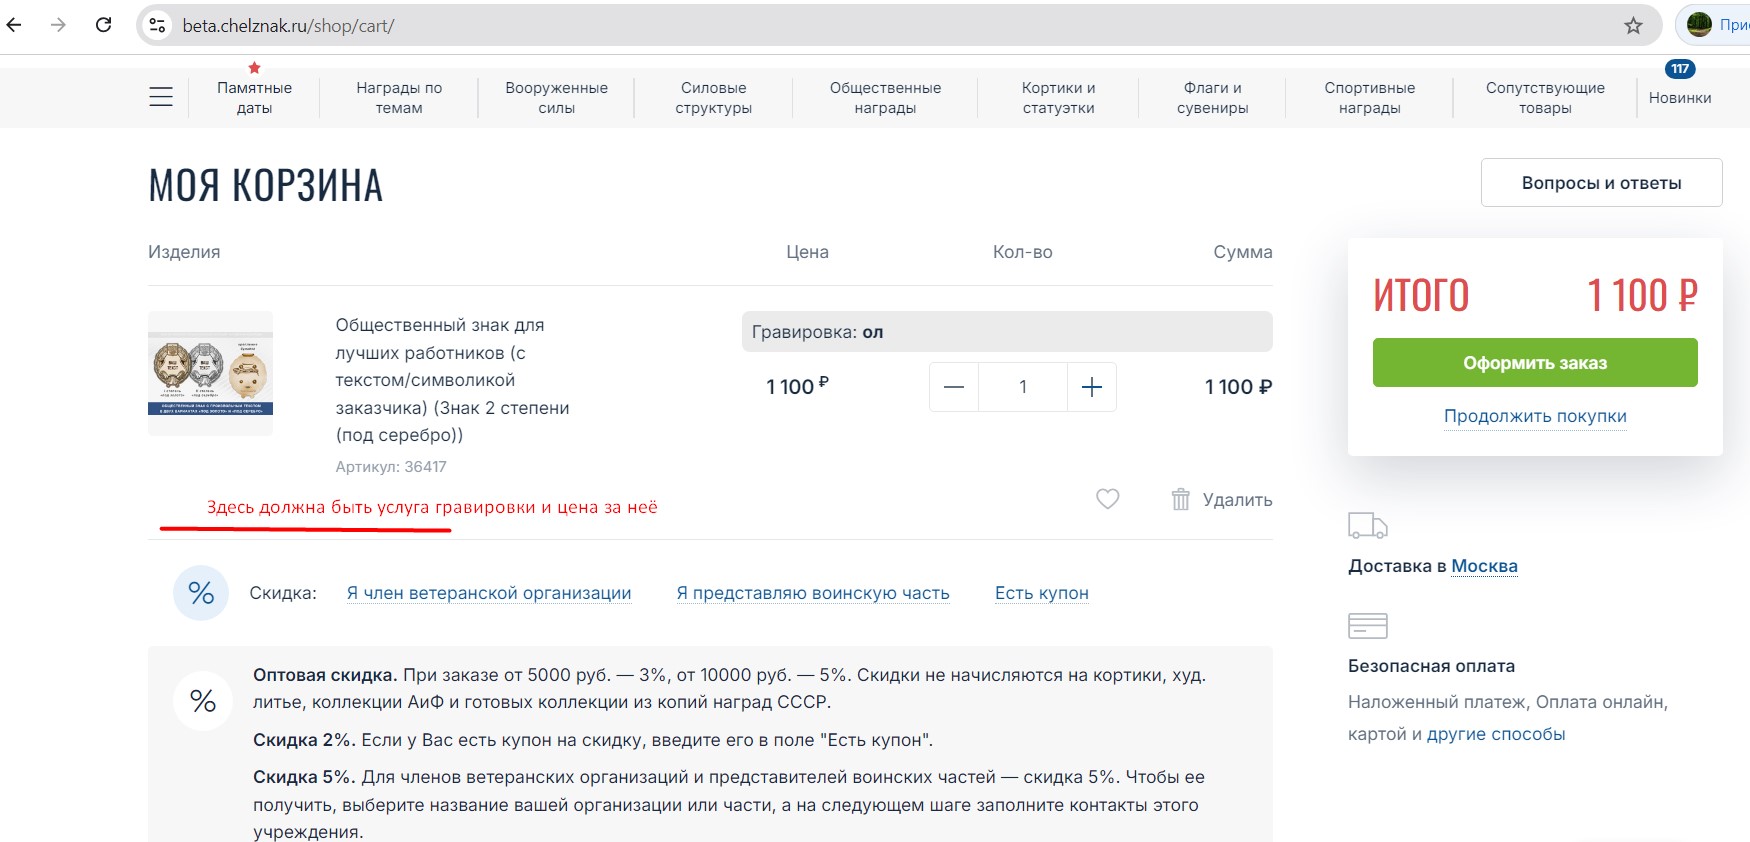 beta.chelznak.ru/shop/cart/
При
Памятные
даты
Награды по
темам
Вооруженные
силы
Силовые
структуры
Общественные
награды
Кортики и
статуэтки
Флаги и
сувениры
Спортивные
награды
Сопутствующие
товары
117
Новинки
МОЯ КОРЗИНА
Вопросы и ответы
Изделия Цена Кол-во Сумма
Общественный знак для
лучших работников (с
текстом/символикой
заказчика) (Знак 2 степени
(под серебро))
Артикул: 36417
Гравировка: ол
1 100 ₽ — 1 + 1 100 ₽
Здесь должна быть услуга гравировки и цена за неё
Удалить
% Скидка: Я член ветеранской организации Я представляю воинскую часть Есть купон
%
Оптовая скидка. При заказе от 5000 руб. — 3%, от 10000 руб. — 5%. Скидки не начисляются на кортики, худ.
литье, коллекции АиФ и готовых коллекции из копий наград СССР.
Скидка 2%. Если у Вас есть купон на скидку, введите его в поле "Есть купон".
Скидка 5%. Для членов ветеранских организаций и представителей воинских частей — скидка 5%. Чтобы ее
получить, выберите название вашей организации или части, а на следующем шаге заполните контакты этого
учреждения.
ИТОГО 1 100 ₽
Оформить заказ
Продолжить покупки
Доставка в Москва
Безопасная оплата
Наложенный платеж, Оплата онлайн,
картой и другие способы